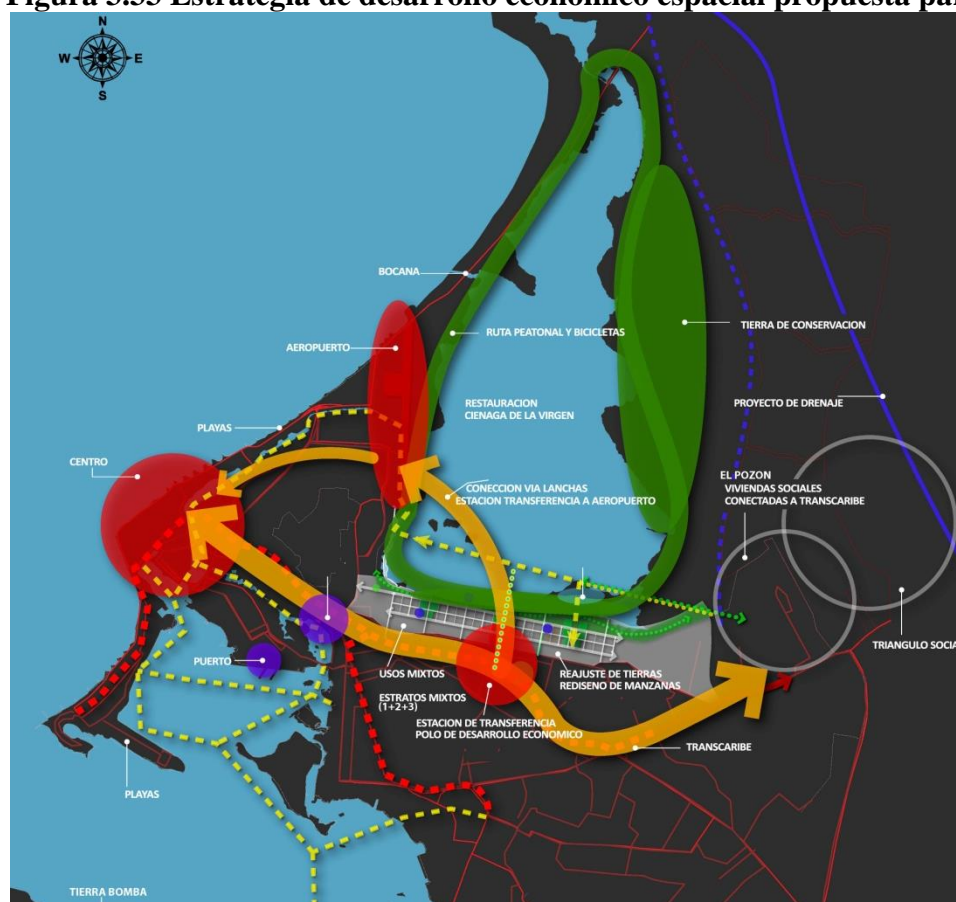 Figura 3.33 Estrategia de desarrollo económico espacial propuesta par
N
W
E
S
BOCANA
RUTA PEATONAL Y BICICLETAS
TIERRA DE CONSERVACION
AEROPUERTO
RESTAURACION
CIENAGA DE LA VIRGEN
PROYECTO DE DRENAJE
PLAYAS
CENTRO
EL POZON
VIVIENDAS SOCIALES
CONECTADAS A TRANSCARIBE
CONECCION VIA LANCHAS
ESTACION TRANSFERENCIA A AEROPUERTO
TRIANGULO SOCIA
PUERTO
USOS MIXTOS
REAJUSTE DE TIERRAS
REDISENO DE MANZANAS
ESTRATOS MIXTOS
(1+2+3)
ESTACION DE TRANSFERENCIA
POLO DE DESARROLLO ECONOMICO
TRANSCARIBE
PLAYAS
TIERRA BOMBA